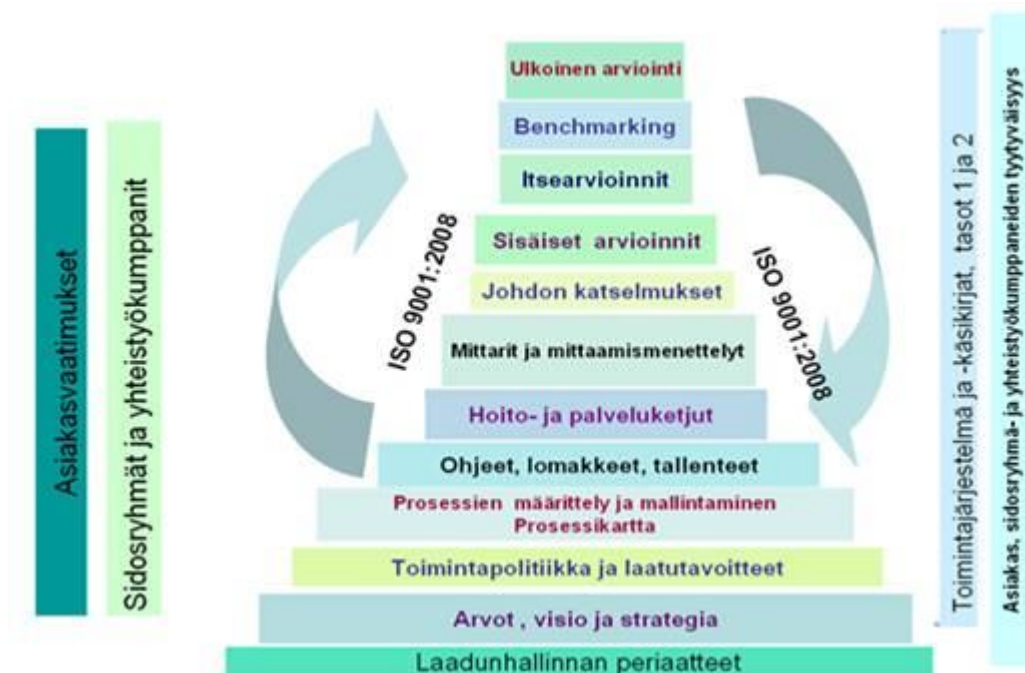 Asiakasvaatimukset
Sidosryhmät ja yhteistyökumppanit
Ulkoinen arviointi
Benchmarking
Itsearvioinnit
Sisäiset arvioinnit
Johdon katselmukset
Mittarit ja mittaamismenettelyt
Hoito- ja palveluketjut
Ohjeet, lomakkeet, tallenteet
Prosessien määrittely ja mallintaminen
Prosessikartta
Toimintapolitiikka ja laatutavoitteet
Arvot , visio ja strategia
Laadunhallinnan periaatteet
ISO 9001:2008
ISO 9001:2008
Toimintajärjestelmä ja -käsikirjat, tasot 1 ja 2
Asiakas, sidosryhmä- ja yhteistyökumppaneiden tyytyväisyys